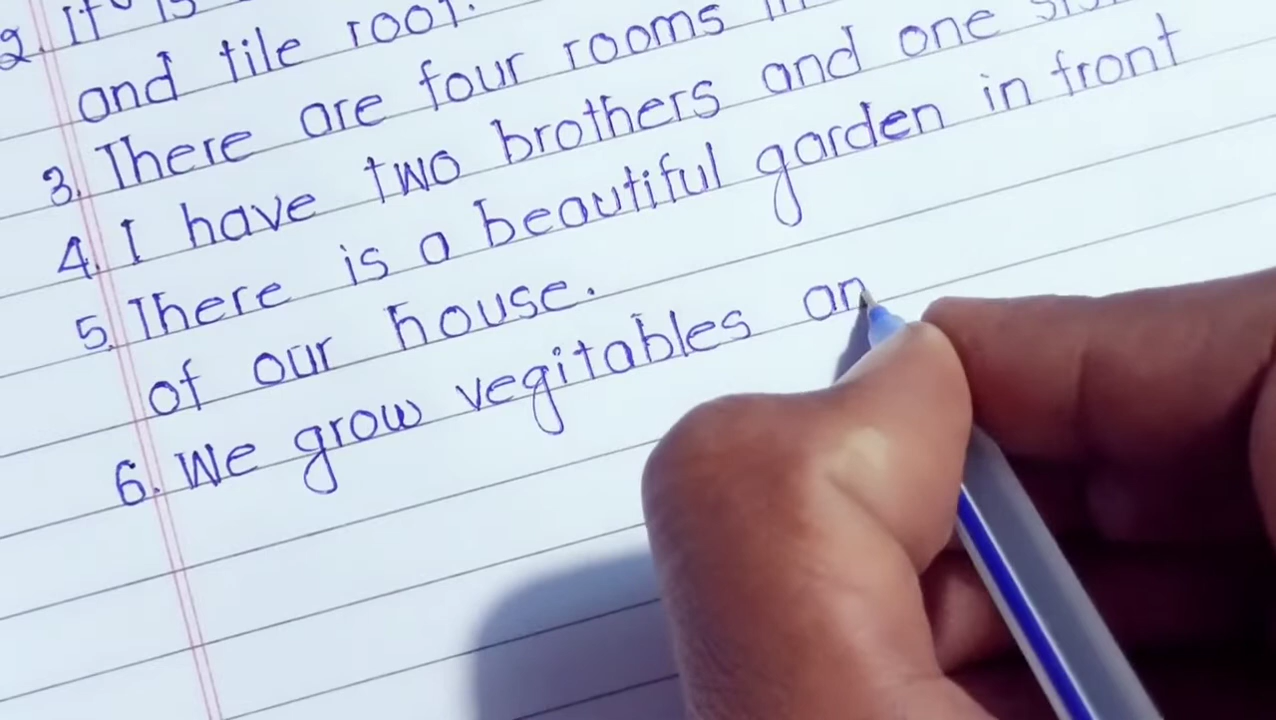 2. It is
and tile roof.
3. There are four rooms in
4. I have two brothers and one
5. There is a beautiful garden in front
of our house.
6. We grow vegitables an